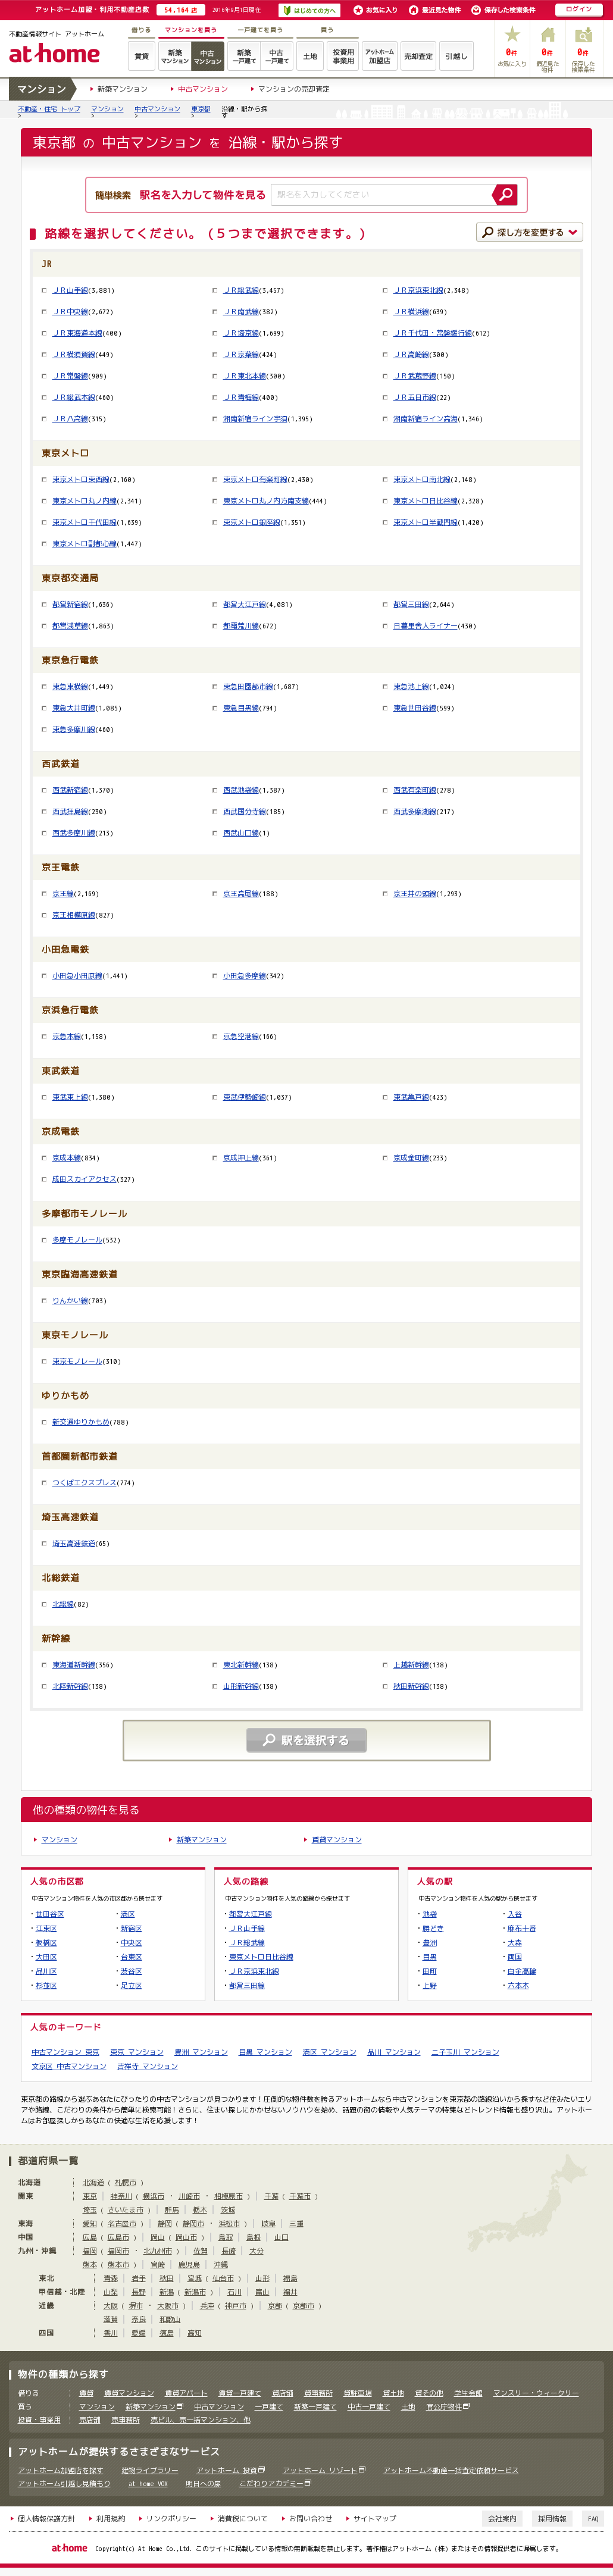 アットホーム加盟・利用不動産店数 54,164 店 2016年9月1日現在 はじめての方へ お気に入り 最近見た物件 保存した検索条件 ログイン
不動産情報サイト アットホーム
at home
借りる マンションを買う 一戸建てを買う 買う
賃貸 新築マンション 中古マンション 新築一戸建て 中古一戸建て 土地 投資用事業用 アットホーム加盟店 売却査定 引越し
0件 お気に入り 0件 最近見た物件 0件 保存した検索条件
マンション 新築マンション 中古マンション マンションの売却査定
不動産・住宅 トップ > マンション > 中古マンション > 東京都 > 沿線・駅から探す
東京都 の 中古マンション を 沿線・駅から探す
簡単検索 駅名を入力して物件を見る 駅名を入力してください
路線を選択してください。(5つまで選択できます。) 探し方を変更する
JR
JR山手線(3,881) JR総武線(3,457) JR京浜東北線(2,348)
JR中央線(2,672) JR南武線(382) JR横浜線(639)
JR東海道本線(400) JR埼京線(1,699) JR千代田・常磐緩行線(612)
JR横須賀線(449) JR京葉線(424) JR高崎線(300)
JR常磐線(909) JR東北本線(300) JR武蔵野線(150)
JR総武本線(460) JR青梅線(400) JR五日市線(22)
JR八高線(315) 湘南新宿ライン宇須(1,395) 湘南新宿ライン高海(1,346)
東京メトロ
東京メトロ東西線(2,160) 東京メトロ有楽町線(2,430) 東京メトロ南北線(2,148)
東京メトロ丸ノ内線(2,341) 東京メトロ丸ノ内方南支線(444) 東京メトロ日比谷線(2,328)
東京メトロ千代田線(1,639) 東京メトロ銀座線(1,351) 東京メトロ半蔵門線(1,420)
東京メトロ副都心線(1,447)
東京都交通局
都営新宿線(1,636) 都営大江戸線(4,081) 都営三田線(2,644)
都営浅草線(1,863) 都電荒川線(672) 日暮里舎人ライナー(430)
東京急行電鉄
東急東横線(1,449) 東急田園都市線(1,687) 東急池上線(1,024)
東急大井町線(1,085) 東急目黒線(794) 東急世田谷線(599)
東急多摩川線(460)
西武鉄道
西武新宿線(1,370) 西武池袋線(1,387) 西武有楽町線(278)
西武拝島線(230) 西武国分寺線(185) 西武多摩湖線(217)
西武多摩川線(213) 西武山口線(1)
京王電鉄
京王線(2,169) 京王高尾線(188) 京王井の頭線(1,293)
京王相模原線(827)
小田急電鉄
小田急小田原線(1,441) 小田急多摩線(342)
京浜急行電鉄
京急本線(1,158) 京急空港線(166)
東武鉄道
東武東上線(1,380) 東武伊勢崎線(1,037) 東武亀戸線(423)
京成電鉄
京成本線(834) 京成押上線(361) 京成金町線(233)
成田スカイアクセス(327)
多摩都市モノレール
多摩モノレール(532)
東京臨海高速鉄道
りんかい線(703)
東京モノレール
東京モノレール(310)
ゆりかもめ
新交通ゆりかもめ(788)
首都圏新都市鉄道
つくばエクスプレス(774)
埼玉高速鉄道
埼玉高速鉄道(65)
北総鉄道
北総線(82)
新幹線
東海道新幹線(356) 東北新幹線(138) 上越新幹線(138)
北陸新幹線(138) 山形新幹線(138) 秋田新幹線(138)
駅を選択する
他の種類の物件を見る
マンション 新築マンション 賃貸マンション
人気の市区郡
中古マンション物件を人気の市区郡から探せます
・世田谷区 ・港区
・江東区 ・新宿区
・板橋区 ・中央区
・大田区 ・台東区
・品川区 ・渋谷区
・杉並区 ・足立区
人気の路線
中古マンション物件を人気の路線から探せます
・都営大江戸線
・JR山手線
・JR総武線
・東京メトロ日比谷線
・JR京浜東北線
・都営三田線
人気の駅
中古マンション物件を人気の駅から探せます
・池袋 ・入谷
・勝どき ・麻布十番
・豊洲 ・大森
・目黒 ・両国
・田町 ・白金高輪
・上野 ・六本木
人気のキーワード
中古マンション 東京 東京 マンション 豊洲 マンション 目黒 マンション 港区 マンション 品川 マンション 二子玉川 マンション
文京区 中古マンション 吉祥寺 マンション
東京都の路線から選ぶあなたにぴったりの中古マンションが見つかります！圧倒的な物件数を誇るアットホームなら中古マンションを東京都の路線沿いから探すなど住みたいエリアや路線、こだわりの条件から簡単に検索可能！さらに、住まい探しにかかせないノウハウを始め、話題の街の情報や人気テーマの特集などトレンド情報も盛り沢山。アットホームはお部屋探しからあなたの快適な生活を応援します！
都道府県一覧
北海道 北海道 ( 札幌市 )
関東 東京 神奈川 ( 横浜市 ・ 川崎市 ・ 相模原市 ) 千葉 ( 千葉市 )
埼玉 ( さいたま市 ) 群馬 栃木 茨城
東海 愛知 ( 名古屋市 ) 静岡 ( 静岡市 ・ 浜松市 ) 岐阜 三重
中国 広島 ( 広島市 ) 岡山 ( 岡山市 ) 鳥取 島根 山口
九州・沖縄 福岡 ( 福岡市 ・ 北九州市 ) 佐賀 長崎 大分
熊本 ( 熊本市 ) 宮崎 鹿児島 沖縄
東北 青森 岩手 秋田 宮城 ( 仙台市 ) 山形 福島
甲信越・北陸 山梨 長野 新潟 ( 新潟市 ) 石川 富山 福井
近畿 大阪 ( 堺市 ・ 大阪市 ) 兵庫 ( 神戸市 ) 京都 ( 京都市 )
滋賀 奈良 和歌山
四国 香川 愛媛 徳島 高知
物件の種類から探す
借りる 賃貸 賃貸マンション 賃貸アパート 賃貸一戸建て 貸店舗 貸事務所 貸駐車場 貸土地 貸その他 学生会館 マンスリー・ウィークリー
買う マンション 新築マンション 中古マンション 一戸建て 新築一戸建て 中古一戸建て 土地 官公庁物件
投資・事業用 売店舗 売事務所 売ビル、売一括マンション、他
アットホームが提供するさまざまなサービス
アットホーム加盟店を探す 建物ライブラリー アットホーム 投資 アットホーム リゾート アットホーム不動産一括査定依頼サービス
アットホーム引越し見積もり at home VOX 明日への扉 こだわりアカデミー
個人情報保護方針 利用規約 リンクポリシー 消費税について お問い合わせ サイトマップ 会社案内 採用情報 FAQ
at home Copyright(c) At Home Co.,Ltd. このサイトに掲載している情報の無断転載を禁止します。著作権はアットホーム(株)またはその情報提供者に帰属します。